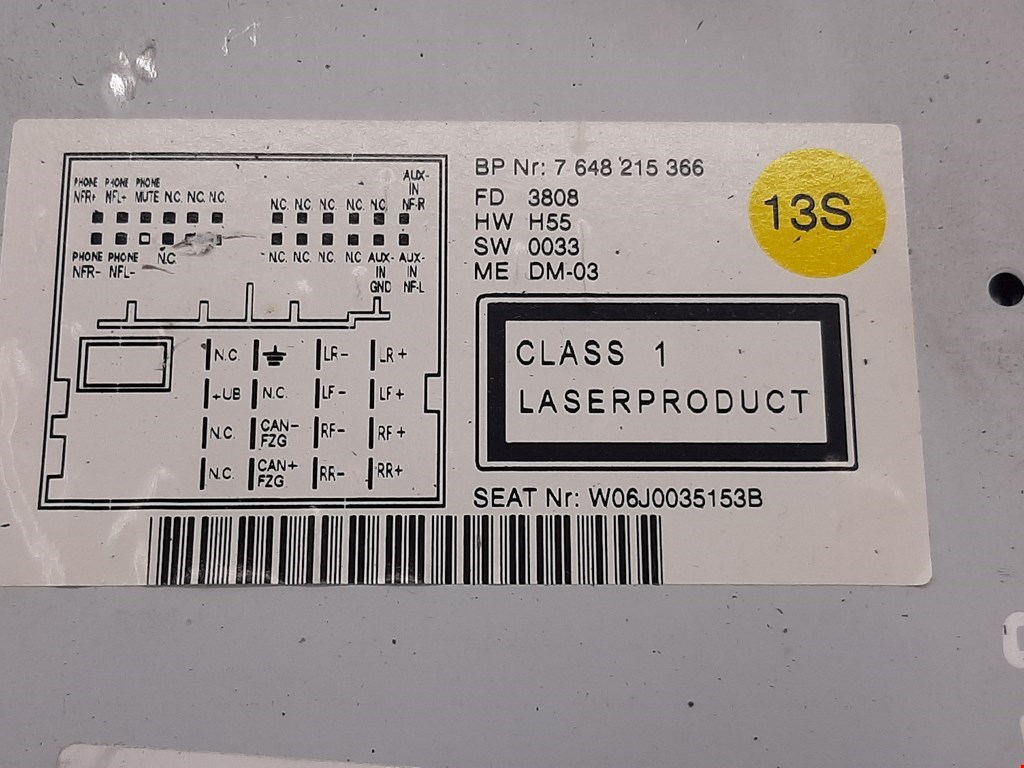 PHONE PHONE PHONE AUX-
NFR+ NFL+ MUTE N.C. N.C. N.C. IN
N.C. N.C. N.C. N.C. N.C. NF-R
PHONE PHONE N.C N.C. N.C. N.C. N.C AUX- AUX-
NFR- NFL- IN IN
GND NF-L
N.C. LR- LR+
+UB N.C. LF- LF+
N.C. CAN- FZG RF- RF+
N.C. CAN+ FZG RR- RR+
BP Nr: 7 648 215 366
FD 3808
HW H55
SW 0033
ME DM-03
13S
CLASS 1
LASERPRODUCT
SEAT Nr: W06J0035153B